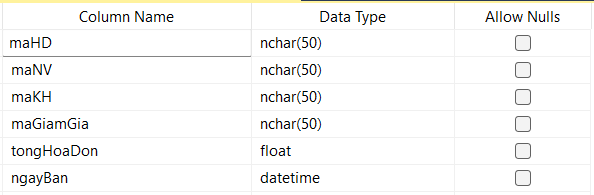 Column Name Data Type Allow Nulls
maHD nchar(50)
maNV nchar(50)
maKH nchar(50)
maGiamGia nchar(50)
tongHoaDon float
ngayBan datetime